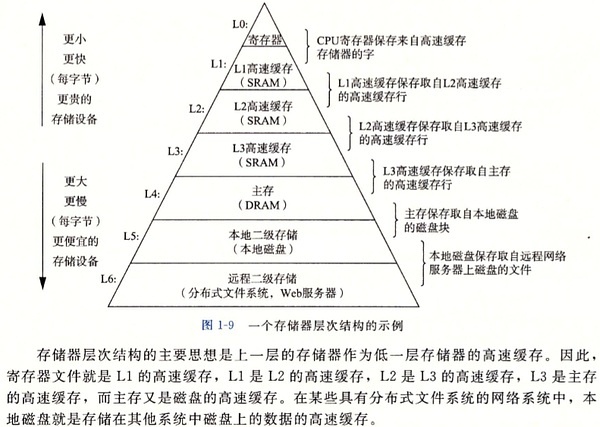 L0:
寄存器
CPU寄存器保存来自高速缓存
存储器的字
更小
更快
（每字节）
更贵的
存储设备
L1:
L1高速缓存
（SRAM）
L1高速缓存保存取自L2高速缓存
的高速缓存行
L2:
L2高速缓存
（SRAM）
L2高速缓存保存取自L3高速缓存
的高速缓存行
L3:
L3高速缓存
（SRAM）
L3高速缓存保存取自主存
的高速缓存行
更大
更慢
（每字节）
更便宜的
存储设备
L4:
主存
（DRAM）
主存保存取自本地磁盘
的磁盘块
L5:
本地二级存储
（本地磁盘）
本地磁盘保存取自远程网络
服务器上磁盘的文件
L6:
远程二级存储
（分布式文件系统，Web服务器）
图 1-9 一个存储器层次结构的示例
存储器层次结构的主要思想是上一层的存储器作为低一层存储器的高速缓存。因此，
寄存器文件就是 L1 的高速缓存，L1 是 L2 的高速缓存，L2 是 L3 的高速缓存，L3 是主存
的高速缓存，而主存又是磁盘的高速缓存。在某些具有分布式文件系统的网络系统中，本
地磁盘就是存储在其他系统中磁盘上的数据的高速缓存。